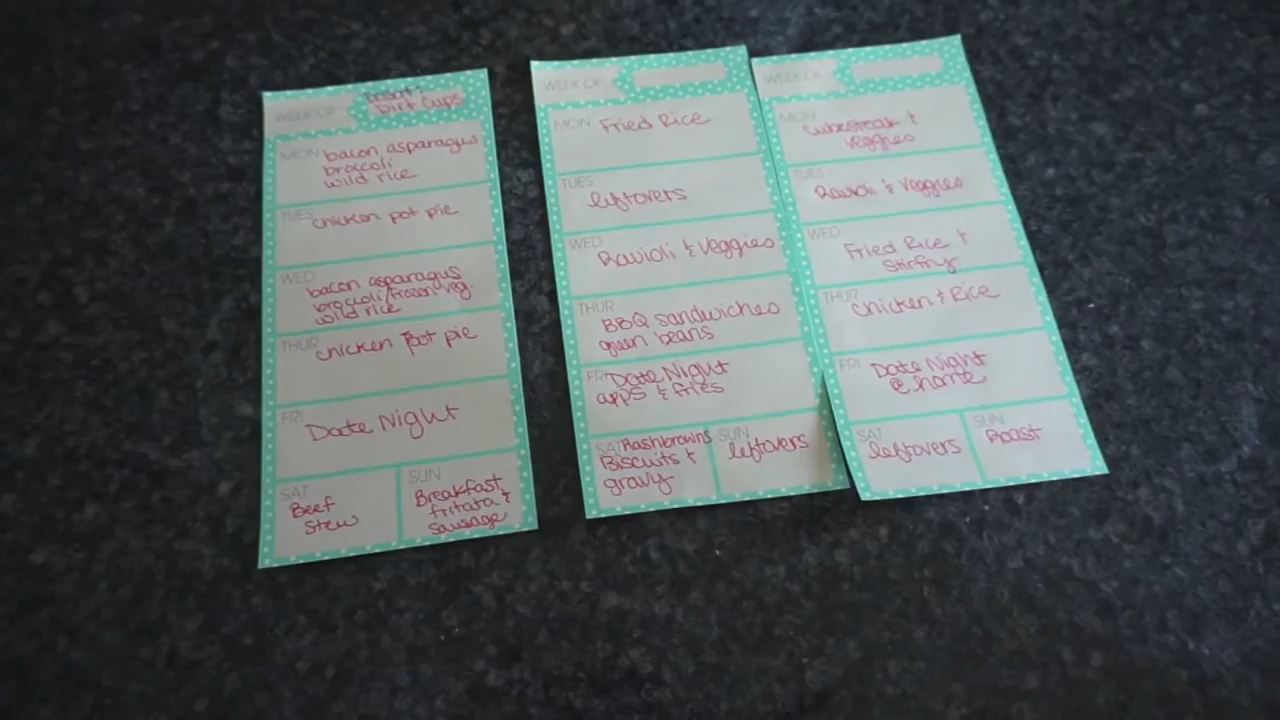 WEEK OF
Dessert:
Dirt Cups
MON bacon asparagus
broccoli
wild rice
TUES chicken pot pie
WED
bacon asparagus
broccoli/frozen veg.
wild rice
THUR chicken pot pie
FRI
Date Night
SAT
Beef
Stew
SUN
Breakfast
fritata &
sausage
WEEK OF
MON Fried Rice
TUES
leftovers
WED
Ravioli & Veggies
THUR
BBQ sandwiches
green beans
FRI Date Night
apps & fries
SAT Hashbrowns
Biscuits &
gravy
SUN
leftovers
WEEK OF
MON
Cubesteak &
veggies
TUES
Ravioli & Veggies
WED
Fried Rice &
Stirfry
THUR
Chicken & Rice
FRI
Date Night
@ home
SAT
leftovers
SUN
Roast